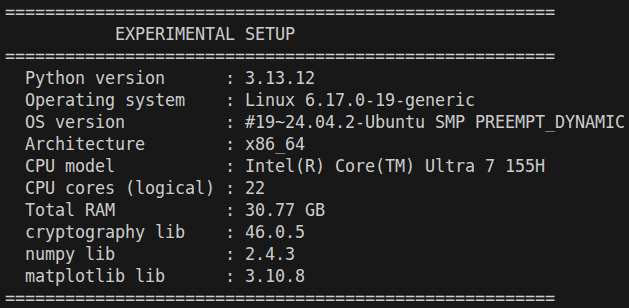 =======================================================
EXPERIMENTAL SETUP
=======================================================
Python version : 3.13.12
Operating system : Linux 6.17.0-19-generic
OS version : #19~24.04.2-Ubuntu SMP PREEMPT_DYNAMIC
Architecture : x86_64
CPU model : Intel(R) Core(TM) Ultra 7 155H
CPU cores (logical) : 22
Total RAM : 30.77 GB
cryptography lib : 46.0.5
numpy lib : 2.4.3
matplotlib lib : 3.10.8
=======================================================